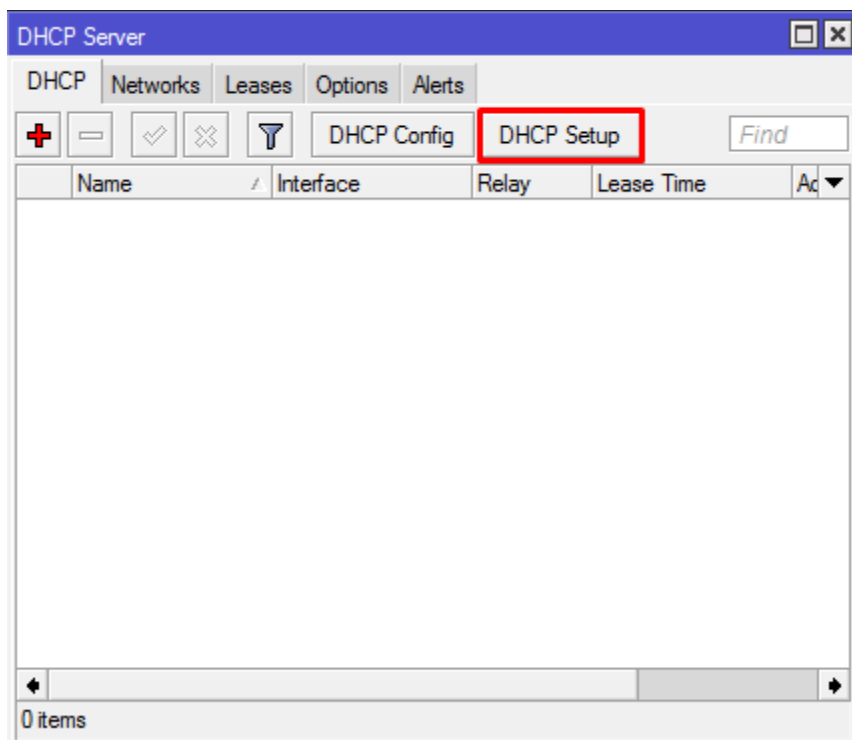 DHCP Server
DHCP Networks Leases Options Alerts
DHCP Config DHCP Setup Find
Name Interface Relay Lease Time
0 items